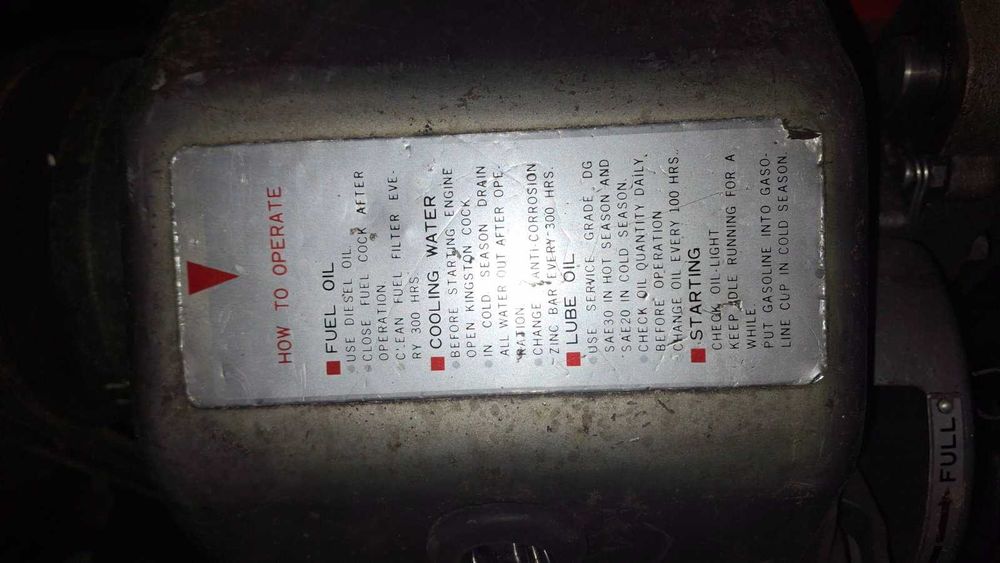 HOW TO OPERATE
FUEL OIL
USE DIESEL OIL.
CLOSE FUEL COCK AFTER
OPERATION.
CLEAN FUEL FILTER EVE-
RY 300 HRS.
COOLING WATER
BEFORE STARTING ENGINE
OPEN KINGSTON COCK.
IN COLD SEASON DRAIN
ALL WATER OUT AFTER OPE-
RATION
CHANGE ANTI-CORROSION
ZINC BAR EVERY 300 HRS.
LUBE OIL
USE SERVICE GRADE, DG
SAE30 IN HOT SEASON AND
SAE20 IN COLD SEASON.
CHECK OIL QUANTITY DAILY,
BEFORE OPERATION
CHANGE OIL EVERY 100 HRS.
STARTING
CHECK OIL-LIGHT
KEEP IDLE RUNNING FOR A
WHILE
PUT GASOLINE INTO GASO-
LINE CUP IN COLD SEASON.
FULL